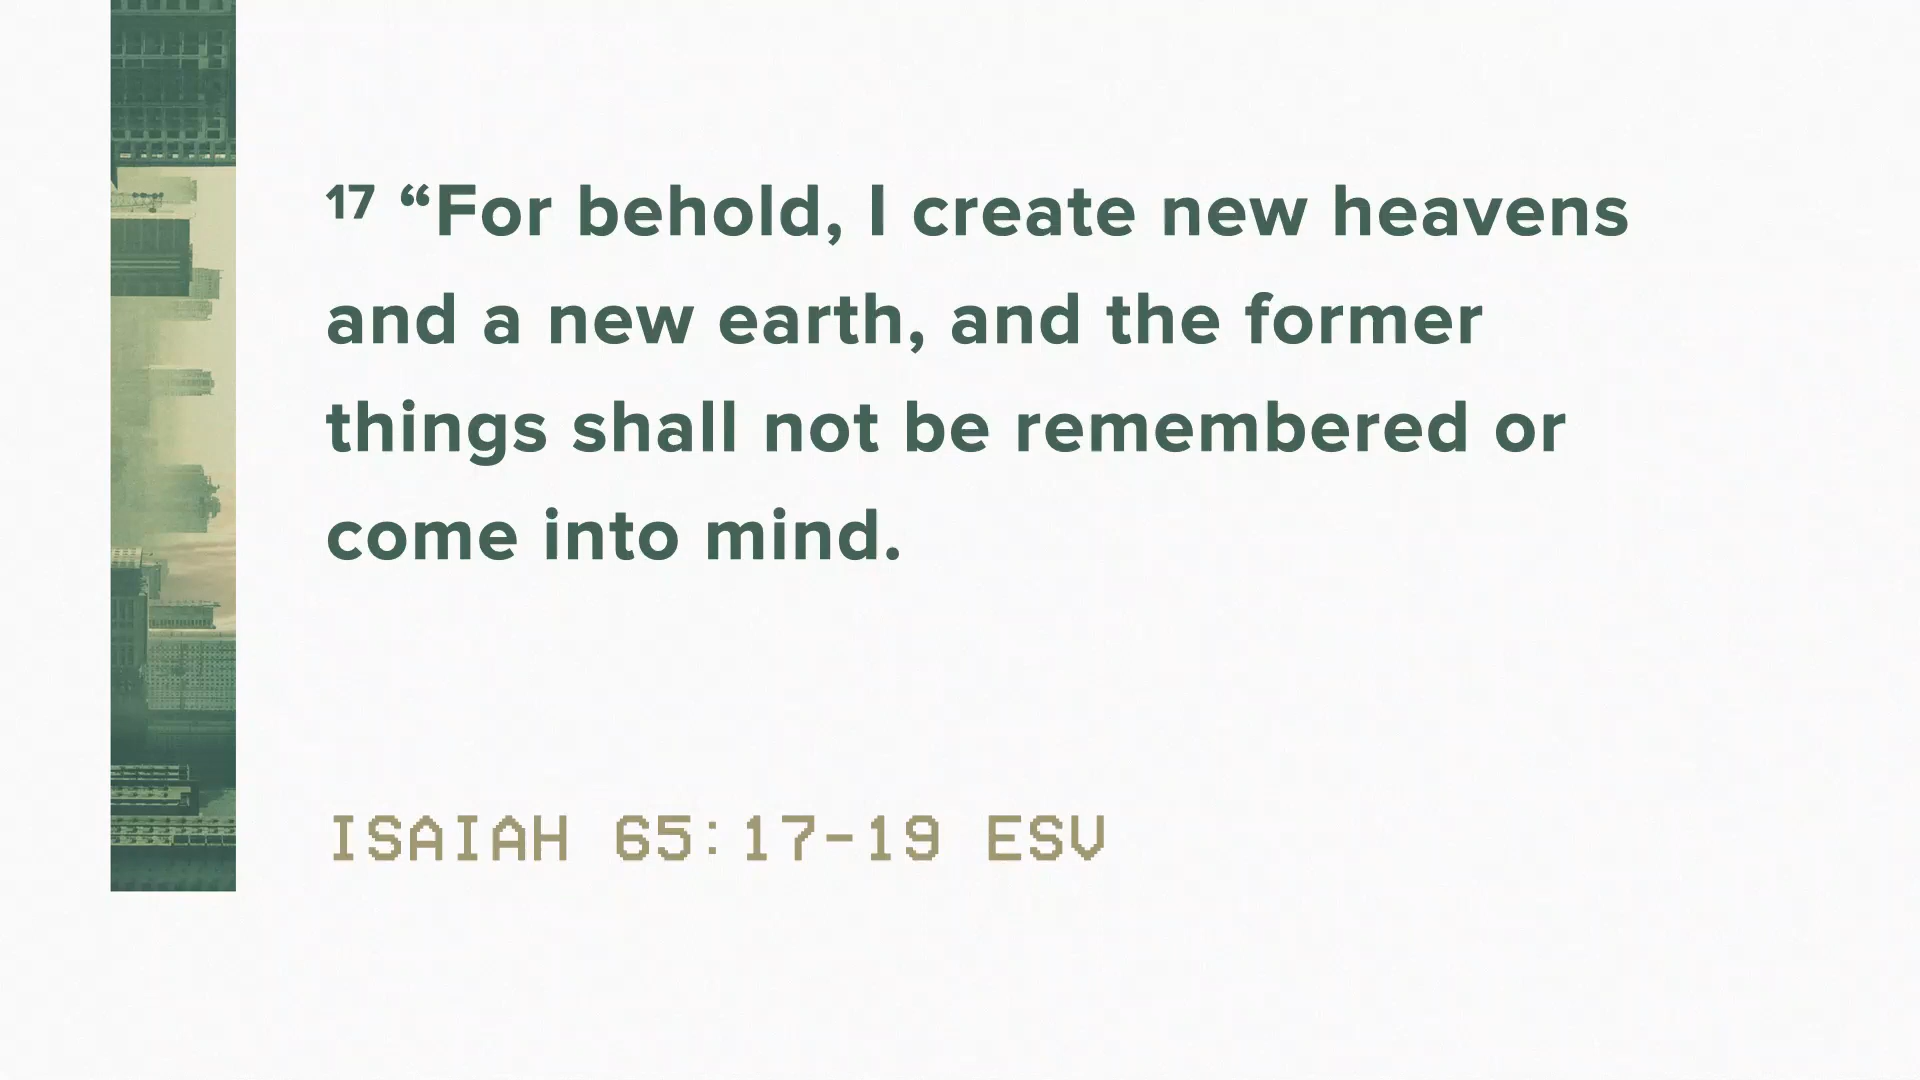 17 “For behold, I create new heavens
and a new earth, and the former
things shall not be remembered or
come into mind.
ISAIAH 65:17-19 ESV